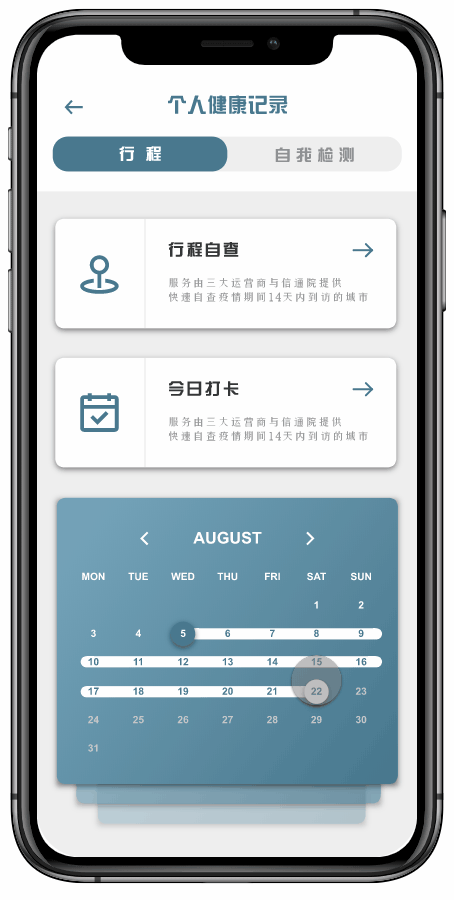 个人健康记录
行 程 自我检测
行程自查
服务由三大运营商与信通院提供
快速自查疫情期间14天内到访的城市
今日打卡
服务由三大运营商与信通院提供
快速自查疫情期间14天内到访的城市
AUGUST
MON TUE WED THU FRI SAT SUN
1 2
3 4 5 6 7 8 9
10 11 12 13 14 15 16
17 18 19 20 21 22 23
24 25 26 27 28 29 30
31